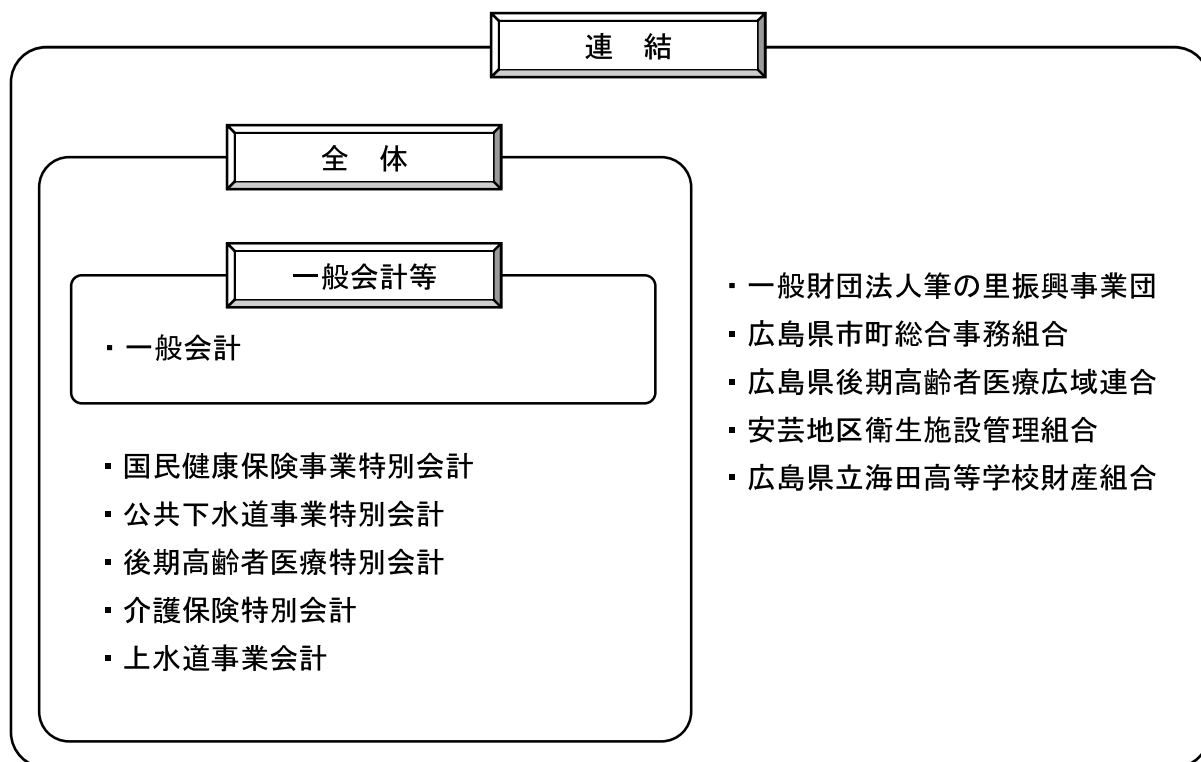 連　結
全　体
一般会計等
・一般会計
・国民健康保険事業特別会計
・公共下水道事業特別会計
・後期高齢者医療特別会計
・介護保険特別会計
・上水道事業会計
・一般財団法人筆の里振興事業団
・広島県市町総合事務組合
・広島県後期高齢者医療広域連合
・安芸地区衛生施設管理組合
・広島県立海田高等学校財産組合